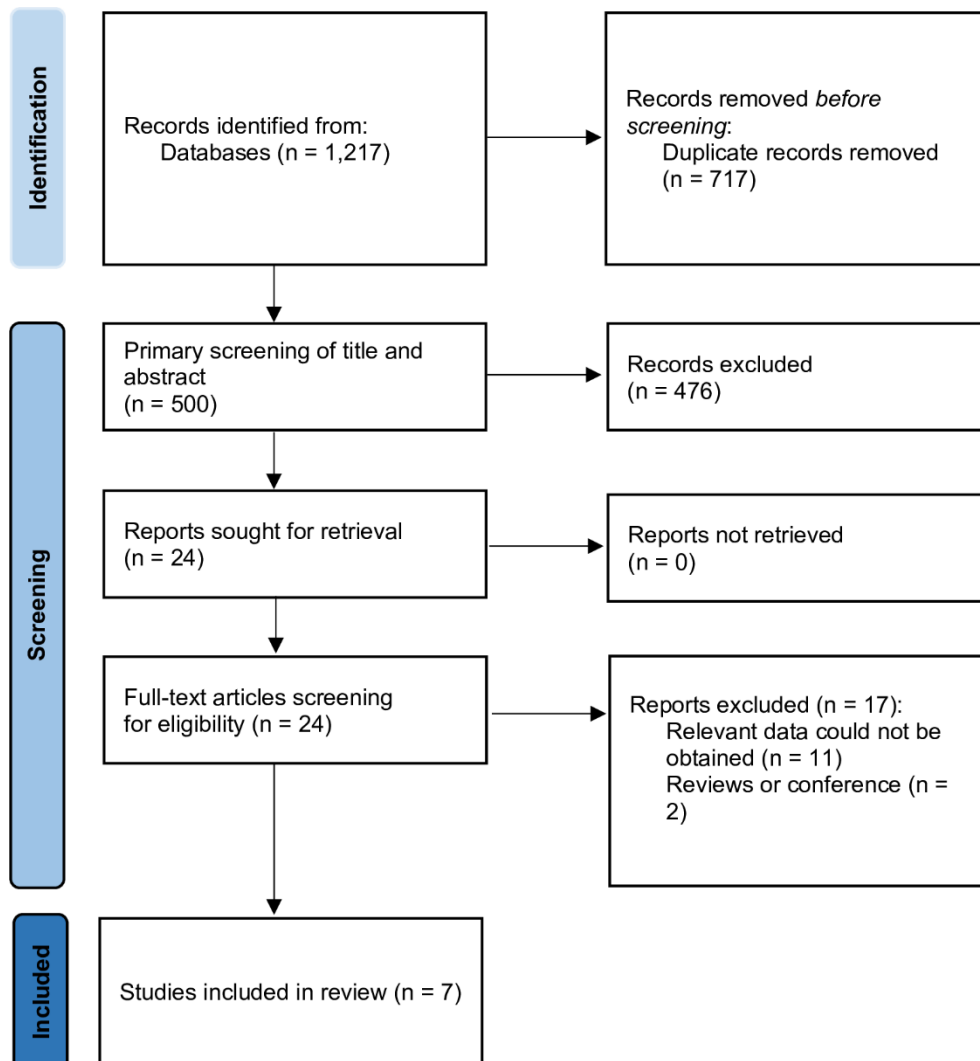 Identification
Records identified from:
Databases (n = 1,217)
Records removed before
screening:
Duplicate records removed
(n = 717)
Screening
Primary screening of title and
abstract
(n = 500)
Records excluded
(n = 476)
Reports sought for retrieval
(n = 24)
Reports not retrieved
(n = 0)
Full-text articles screening
for eligibility (n = 24)
Reports excluded (n = 17):
Relevant data could not be
obtained (n = 11)
Reviews or conference (n =
2)
Included
Studies included in review (n = 7)